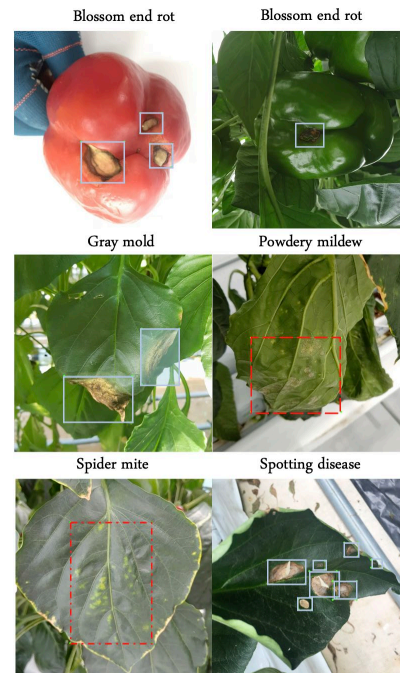 Blossom end rot
Blossom end rot
Gray mold
Powdery mildew
Spider mite
Spotting disease